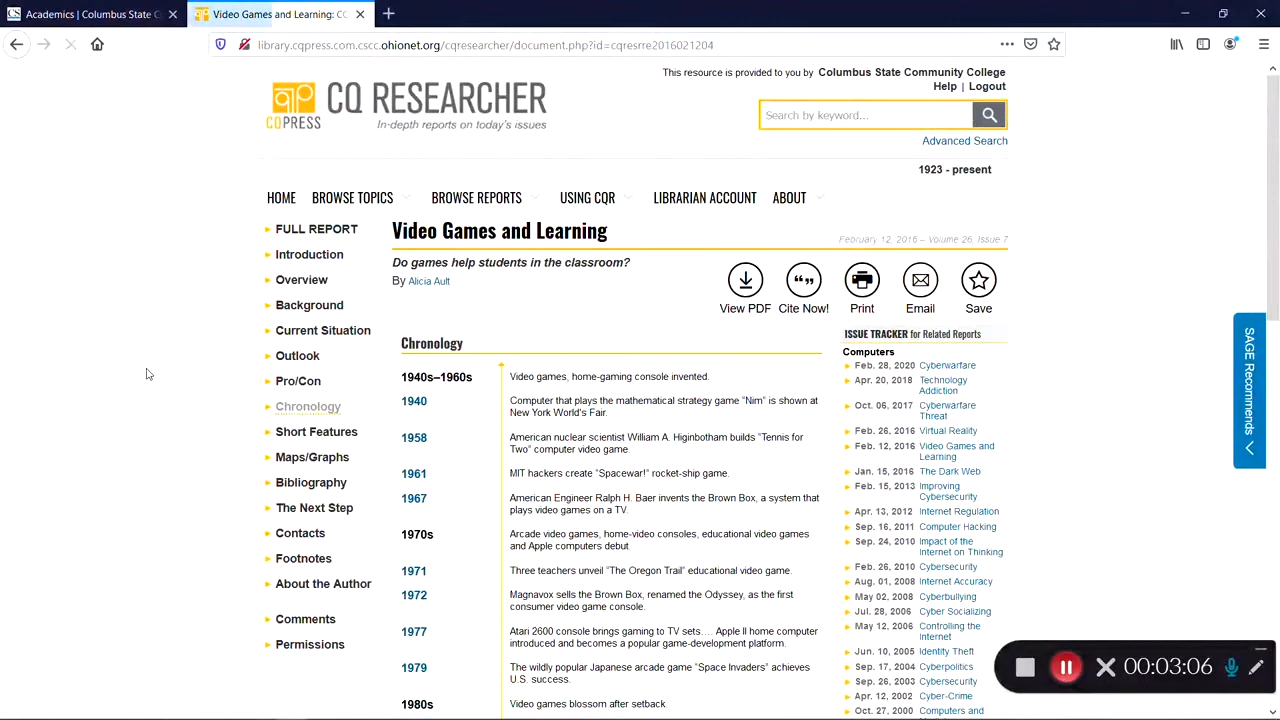 Academics | Columbus State C
Video Games and Learning: CQ
library.cqpress.com.cscc.ohionet.org/cqresearcher/document.php?id=cqresrre2016021204
This resource is provided to you by Columbus State Community College
Help | Logout
CQ PRESS
CQ RESEARCHER
In-depth reports on today's issues
Search by keyword...
Advanced Search
1923 - present
HOME BROWSE TOPICS BROWSE REPORTS USING CQR LIBRARIAN ACCOUNT ABOUT
FULL REPORT
Introduction
Overview
Background
Current Situation
Outlook
Pro/Con
Chronology
Short Features
Maps/Graphs
Bibliography
The Next Step
Contacts
Footnotes
About the Author
Comments
Permissions
Video Games and Learning
February 12, 2016 – Volume 26, Issue 7
Do games help students in the classroom?
By Alicia Ault
View PDF Cite Now! Print Email Save
Chronology
1940s–1960s Video games, home-gaming console invented.
1940 Computer that plays the mathematical strategy game "Nim" is shown at
New York World's Fair.
1958 American nuclear scientist William A. Higinbotham builds "Tennis for
Two" computer video game.
1961 MIT hackers create "Spacewar!" rocket-ship game.
1967 American Engineer Ralph H. Baer invents the Brown Box, a system that
plays video games on a TV.
1970s Arcade video games, home-video consoles, educational video games
and Apple computers debut.
1971 Three teachers unveil "The Oregon Trail" educational video game.
1972 Magnavox sells the Brown Box, renamed the Odyssey, as the first
consumer video game console.
1977 Atari 2600 console brings gaming to TV sets.... Apple II home computer
introduced and becomes a popular game-development platform.
1979 The wildly popular Japanese arcade game "Space Invaders" achieves
U.S. success.
1980s Video games blossom after setback.
ISSUE TRACKER for Related Reports
Computers
Feb. 28, 2020 Cyberwarfare
Apr. 20, 2018 Technology
Addiction
Oct. 06, 2017 Cyberwarfare
Threat
Feb. 26, 2016 Virtual Reality
Feb. 12, 2016 Video Games and
Learning
Jan. 15, 2016 The Dark Web
Feb. 15, 2013 Improving
Cybersecurity
Apr. 13, 2012 Internet Regulation
Sep. 16, 2011 Computer Hacking
Sep. 24, 2010 Impact of the
Internet on Thinking
Feb. 26, 2010 Cybersecurity
Aug. 01, 2008 Internet Accuracy
May 02, 2008 Cyberbullying
Jul. 28, 2006 Cyber Socializing
May 12, 2006 Controlling the
Internet
Jun. 10, 2005 Identity Theft
Sep. 17, 2004 Cyberpolitics
Sep. 26, 2003 Cybersecurity
Apr. 12, 2002 Cyber-Crime
Oct. 27, 2000 Computers and
SAGE Recommends
00:03:06